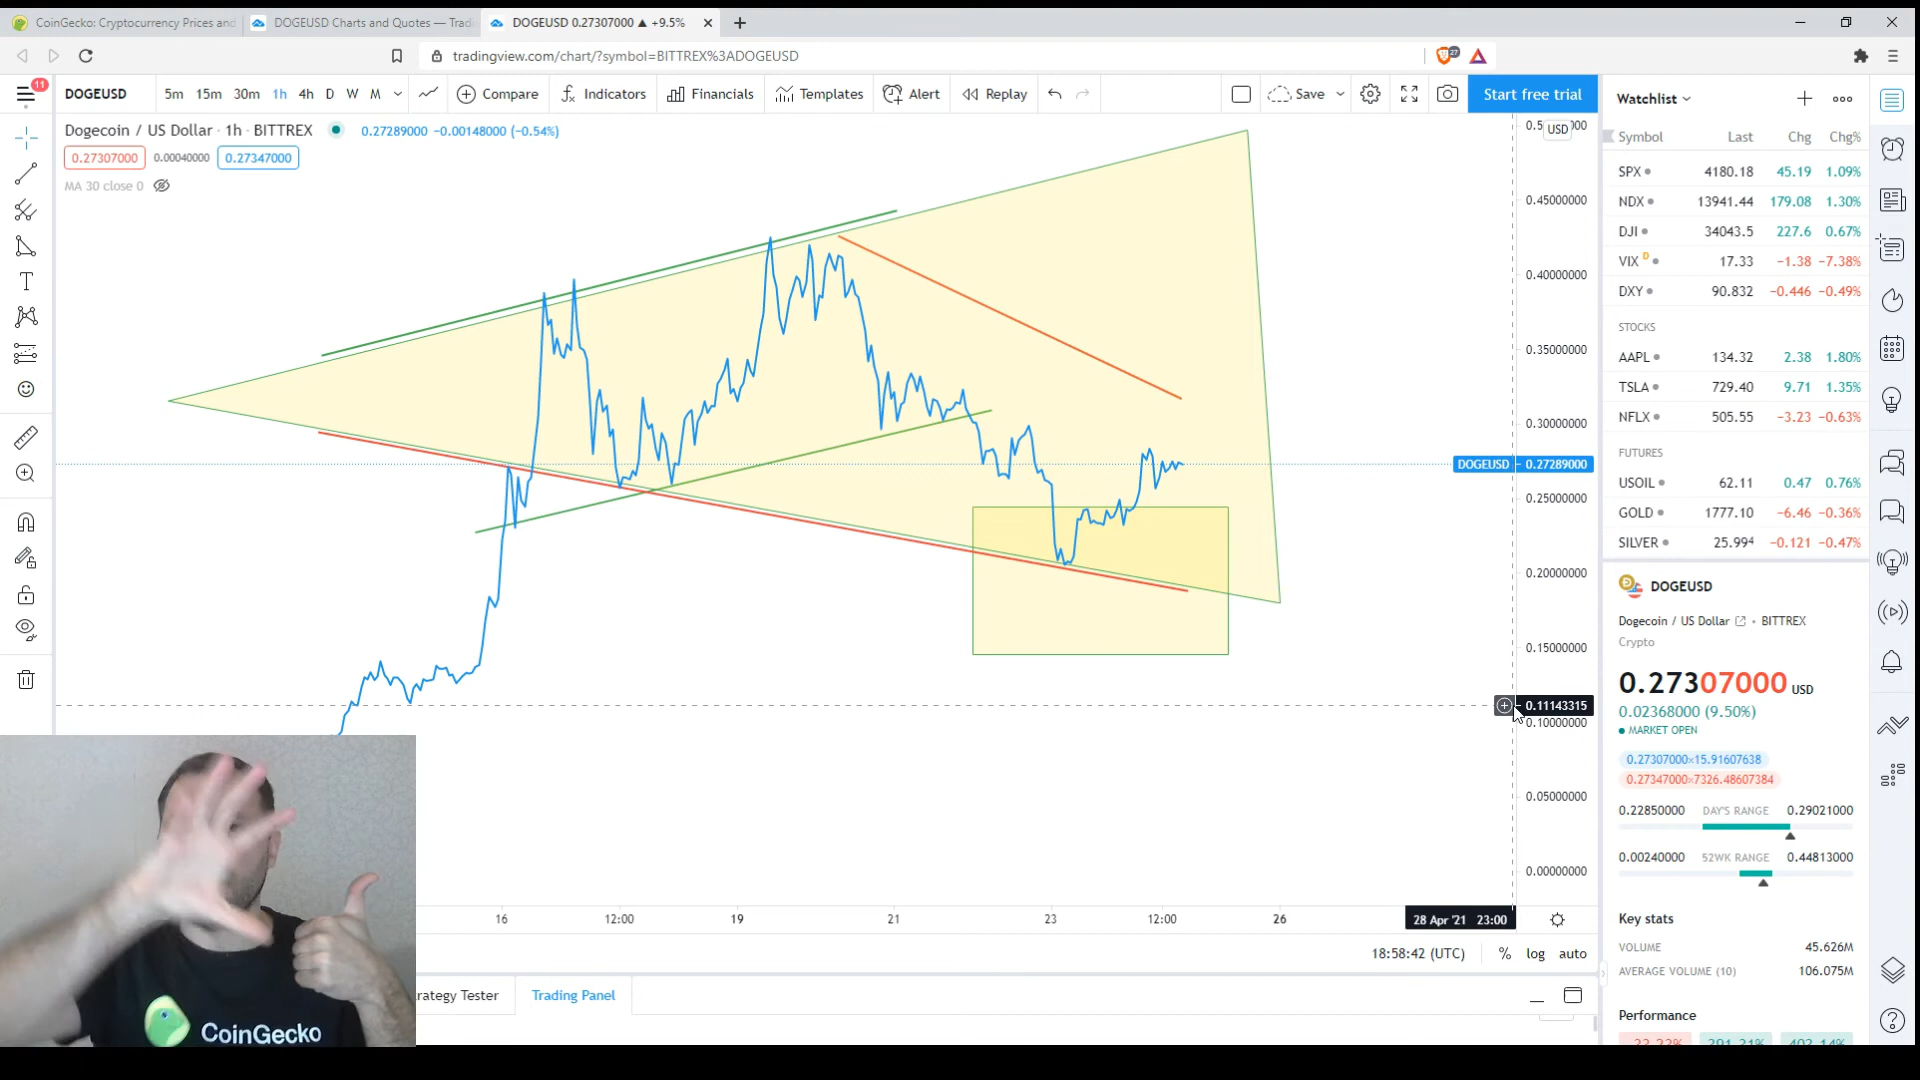 CoinGecko: Cryptocurrency Prices and
DOGEUSD Charts and Quotes — Tradi
DOGEUSD 0.27307000 ▲ +9.5%
tradingview.com/chart/?symbol=BITTREX%3ADOGEUSD
27
11
DOGEUSD
5m 15m 30m 1h 4h D W M
Compare
Indicators
Financials
Templates
Alert
Replay
Save
Start free trial
Dogecoin / US Dollar · 1h · BITTREX
0.27289000 −0.00148000 (−0.54%)
0.27307000 0.00040000 0.27347000
MA 30 close 0
USD
0.45000000
0.40000000
0.35000000
0.30000000
DOGEUSD 0.27289000
0.25000000
0.20000000
0.15000000
0.11143315
0.10000000
0.05000000
0.00000000
16 12:00 19 21 23 12:00 26
28 Apr '21 23:00
18:58:42 (UTC) % log auto
rategy Tester
Trading Panel
CoinGecko
Watchlist
Symbol Last Chg Chg%
SPX 4180.18 45.19 1.09%
NDX 13941.44 179.08 1.30%
DJI 34043.5 227.6 0.67%
VIX D 17.33 −1.38 −7.38%
DXY 90.832 −0.446 −0.49%
STOCKS
AAPL 134.32 2.38 1.80%
TSLA 729.40 9.71 1.35%
NFLX 505.55 −3.23 −0.63%
FUTURES
USOIL 62.11 0.47 0.76%
GOLD 1777.10 −6.46 −0.36%
SILVER 25.994 −0.121 −0.47%
DOGEUSD
Dogecoin / US Dollar • BITTREX
Crypto
0.27307000 USD
0.02368000 (9.50%)
MARKET OPEN
0.27307000×15.91607638
0.27347000×7326.48607384
0.22850000 DAY'S RANGE 0.29021000
0.00240000 52WK RANGE 0.44813000
Key stats
VOLUME 45.626M
AVERAGE VOLUME (10) 106.075M
Performance